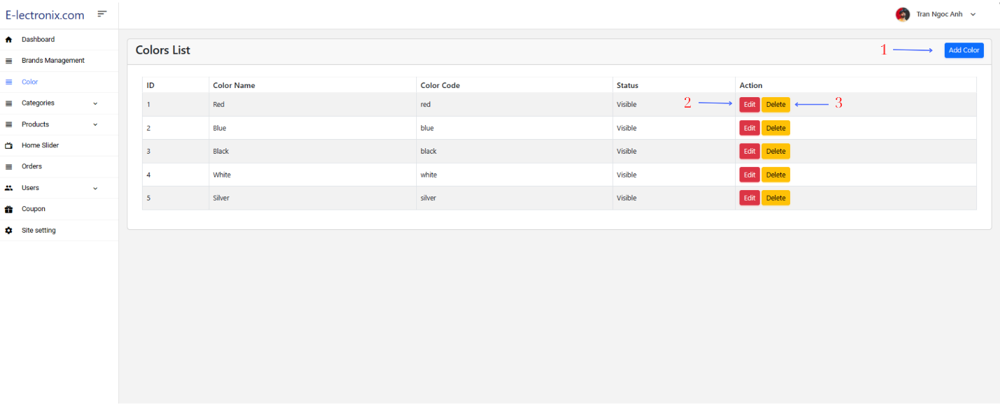 E-lectronix.com
Tran Ngoc Anh
Dashboard
Brands Management
Color
Categories
Products
Home Slider
Orders
Users
Coupon
Site setting
Colors List
1
Add Color
ID Color Name Color Code Status Action
1 Red red Visible 2 Edit Delete 3
2 Blue blue Visible Edit Delete
3 Black black Visible Edit Delete
4 White white Visible Edit Delete
5 Silver silver Visible Edit Delete